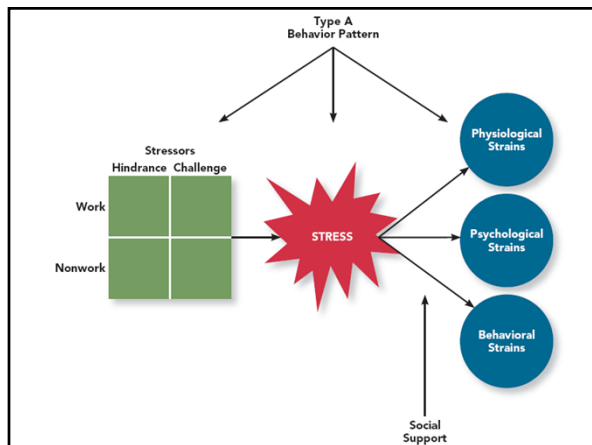 Type A
Behavior Pattern
Stressors
Hindrance Challenge
Work
Nonwork
STRESS
Physiological
Strains
Psychological
Strains
Behavioral
Strains
Social
Support